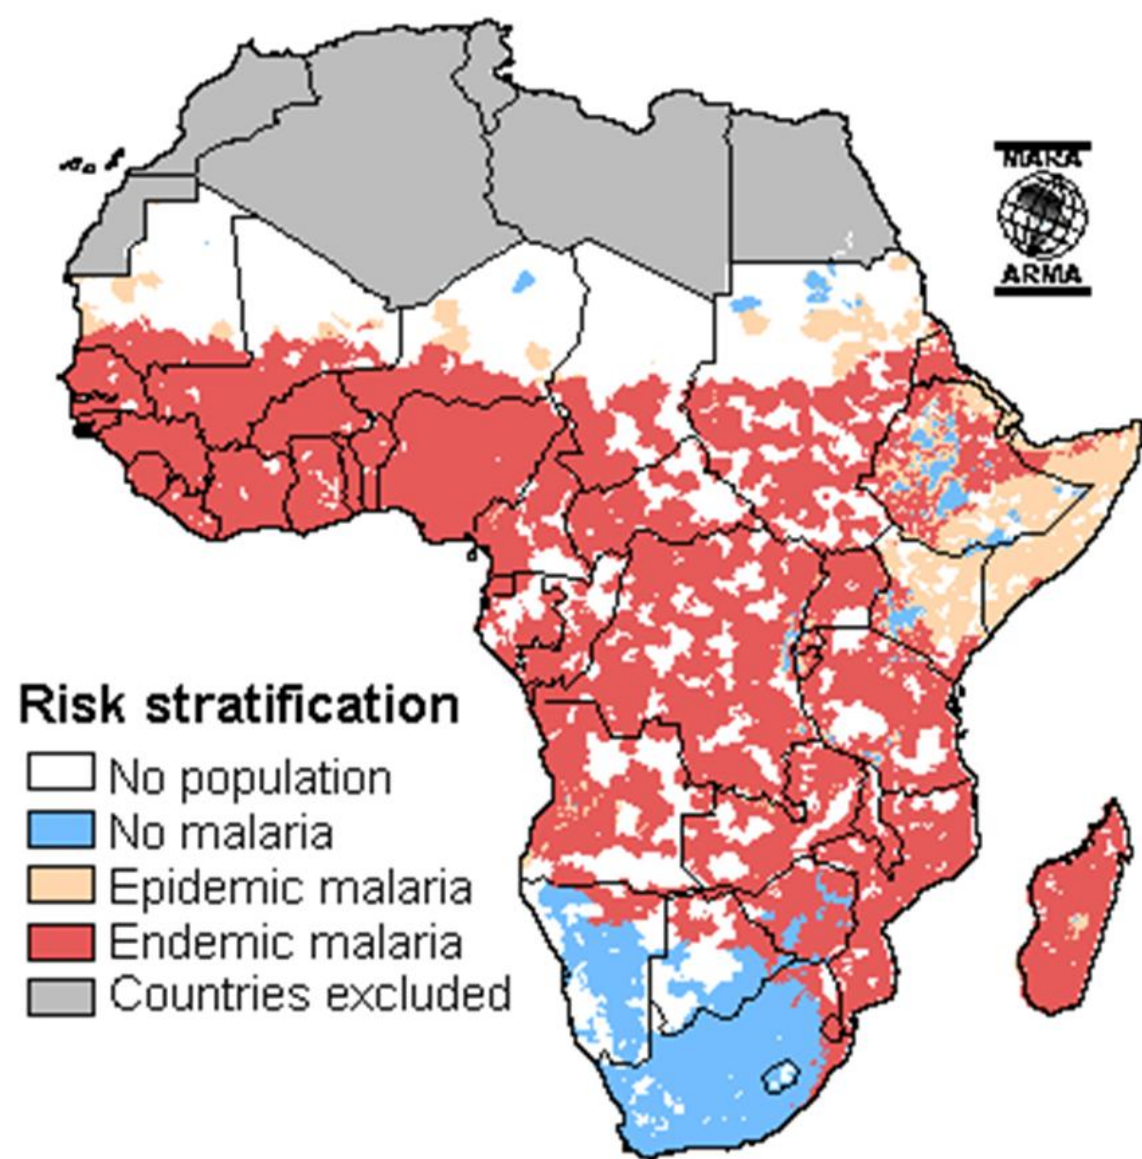 MARA
ARMA
Risk stratification
No population
No malaria
Epidemic malaria
Endemic malaria
Countries excluded